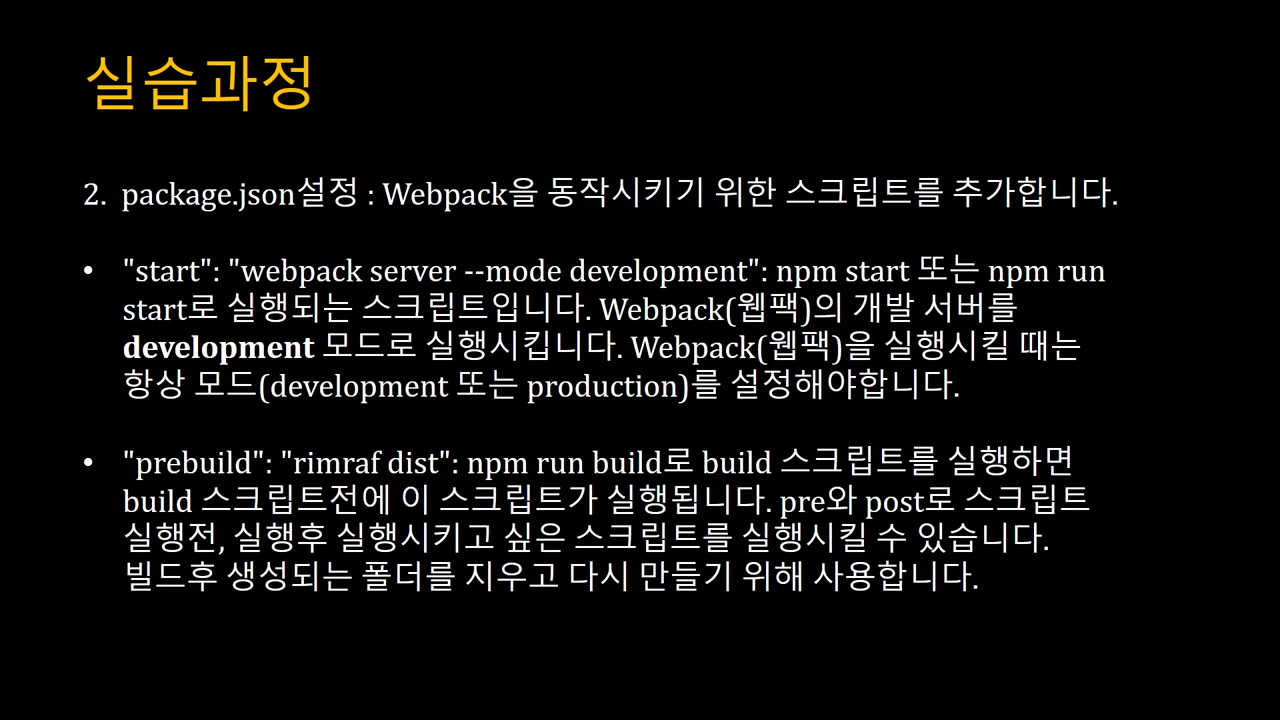 실습과정
2. package.json설정 : Webpack을 동작시키기 위한 스크립트를 추가합니다.
• "start": "webpack server --mode development": npm start 또는 npm run
start로 실행되는 스크립트입니다. Webpack(웹팩)의 개발 서버를
development 모드로 실행시킵니다. Webpack(웹팩)을 실행시킬 때는
항상 모드(development 또는 production)를 설정해야합니다.
• "prebuild": "rimraf dist": npm run build로 build 스크립트를 실행하면
build 스크립트전에 이 스크립트가 실행됩니다. pre와 post로 스크립트
실행전, 실행후 실행시키고 싶은 스크립트를 실행시킬 수 있습니다.
빌드후 생성되는 폴더를 지우고 다시 만들기 위해 사용합니다.